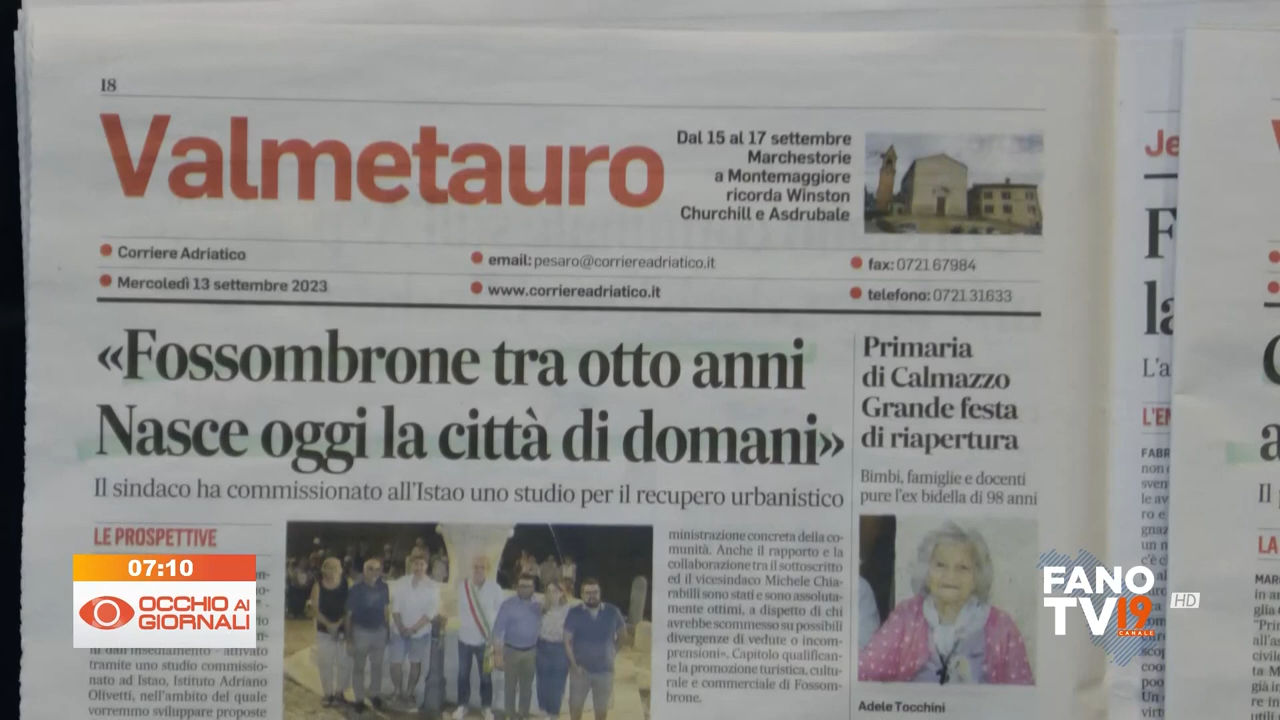 18
Valmetauro
Dal 15 al 17 settembre
Marchestorie
a Montemaggiore
ricorda Winston
Churchill e Asdrubale
Corriere Adriatico
email: pesaro@corriereadriatico.it
fax: 0721 67984
Mercoledì 13 settembre 2023
www.corriereadriatico.it
telefono: 0721 31633
«Fossombrone tra otto anni
Nasce oggi la città di domani»
Il sindaco ha commissionato all'Istao uno studio per il recupero urbanistico
LE PROSPETTIVE
tramite uno studio commissio-
nato ad Istao, Istituto Adriano
Olivetti, nell'ambito del quale
vorremmo sviluppare proposte
ministrazione concreta della co-
munità. Anche il rapporto e la
collaborazione tra il sottoscritto
ed il vicesindaco Michele Chia-
rabilli sono stati e sono assoluta-
mente ottimi, a dispetto di chi
avrebbe scommesso su possibili
divergenze di vedute o incom-
prensioni». Capitolo qualifican-
te la promozione turistica, cultu-
rale e commerciale di Fossom-
brone.
Primaria
di Calmazzo
Grande festa
di riapertura
Bimbi, famiglie e docenti
pure l'ex bidella di 98 anni
Adele Tocchini
07:10
OCCHIO AI
GIORNALI
FANO
TV 19
CANALE
HD